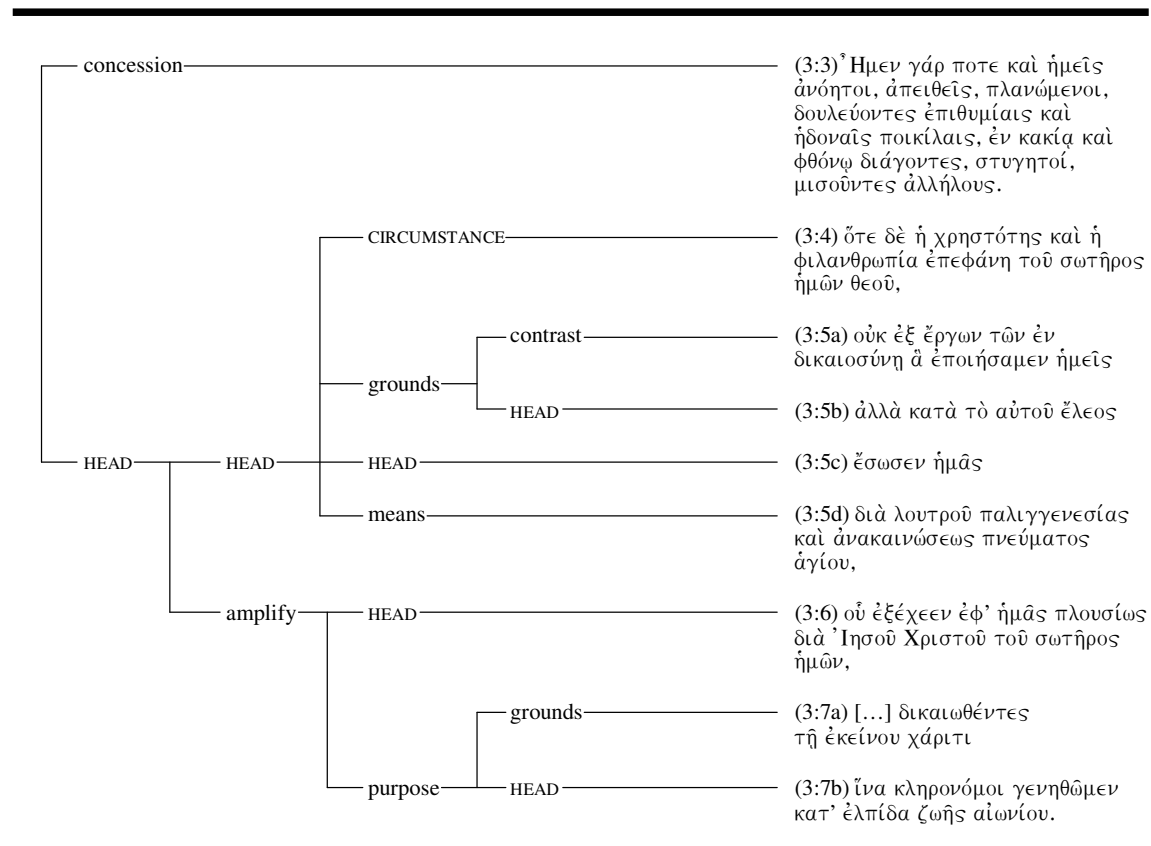 concession (3:3) Ἦμεν γάρ ποτε καὶ ἡμεῖς
ἀνόητοι, ἀπειθεῖς, πλανώμενοι,
δουλεύοντες ἐπιθυμίαις καὶ
ἡδοναῖς ποικίλαις, ἐν κακίᾳ καὶ
φθόνῳ διάγοντες, στυγητοί,
μισοῦντες ἀλλήλους.
CIRCUMSTANCE (3:4) ὅτε δὲ ἡ χρηστότης καὶ ἡ
φιλανθρωπία ἐπεφάνη τοῦ σωτῆρος
ἡμῶν θεοῦ,
contrast (3:5a) οὐκ ἐξ ἔργων τῶν ἐν
δικαιοσύνῃ ἃ ἐποιήσαμεν ἡμεῖς
grounds
HEAD (3:5b) ἀλλὰ κατὰ τὸ αὐτοῦ ἔλεος
HEAD HEAD HEAD (3:5c) ἔσωσεν ἡμᾶς
means (3:5d) διὰ λουτροῦ παλιγγενεσίας
καὶ ἀνακαινώσεως πνεύματος
ἁγίου,
amplify HEAD (3:6) οὗ ἐξέχεεν ἐφ’ ἡμᾶς πλουσίως
διὰ Ἰησοῦ Χριστοῦ τοῦ σωτῆρος
ἡμῶν,
grounds (3:7a) […] δικαιωθέντες
τῇ ἐκείνου χάριτι
purpose HEAD (3:7b) ἵνα κληρονόμοι γενηθῶμεν
κατ’ ἐλπίδα ζωῆς αἰωνίου.